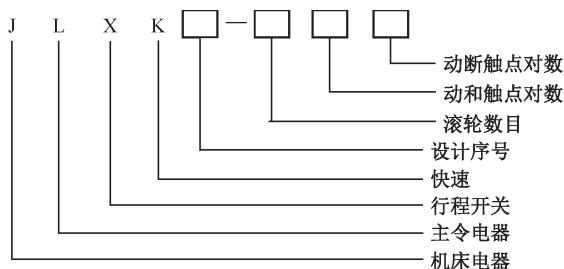 J L X K □ — □ □ □
动断触点对数
动和触点对数
滚轮数目
设计序号
快速
行程开关
主令电器
机床电器